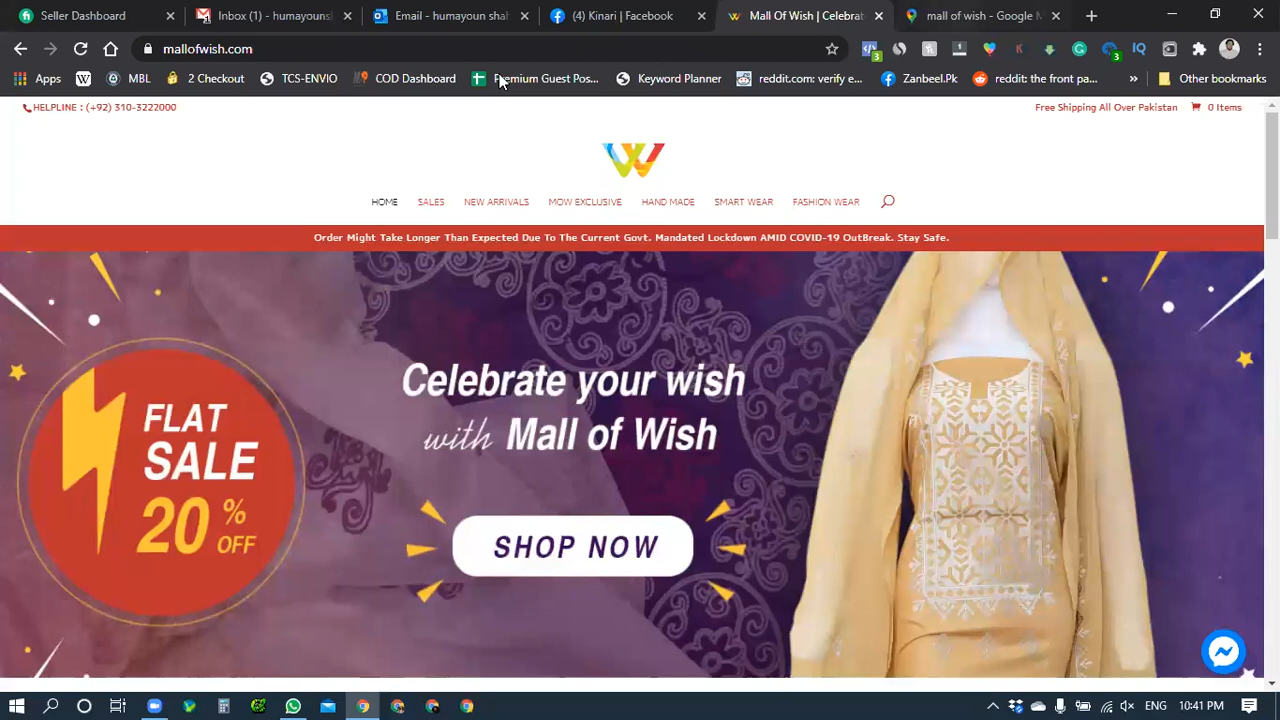 Seller Dashboard
Inbox (1) - humayouns
Email - humayoun sha
(4) Kinari | Facebook
Mall Of Wish | Celebrat
mall of wish - Google M
mallofwish.com
Apps
MBL
2 Checkout
TCS-ENVIO
COD Dashboard
Premium Guest Pos...
Keyword Planner
reddit.com: verify e...
Zanbeel.Pk
reddit the front pa...
»
Other bookmarks
HELPLINE : (+92) 310-3222000
Free Shipping All Over Pakistan
0 Items
HOME
SALES
NEW ARRIVALS
MOW EXCLUSIVE
HAND MADE
SMART WEAR
FASHION WEAR
Order Might Take Longer Than Expected Due To The Current Govt. Mandated Lockdown AMID COVID-19 OutBreak. Stay Safe.
FLAT
SALE
20 %
OFF
Celebrate your wish
with Mall of Wish
SHOP NOW
ENG
10:41 PM